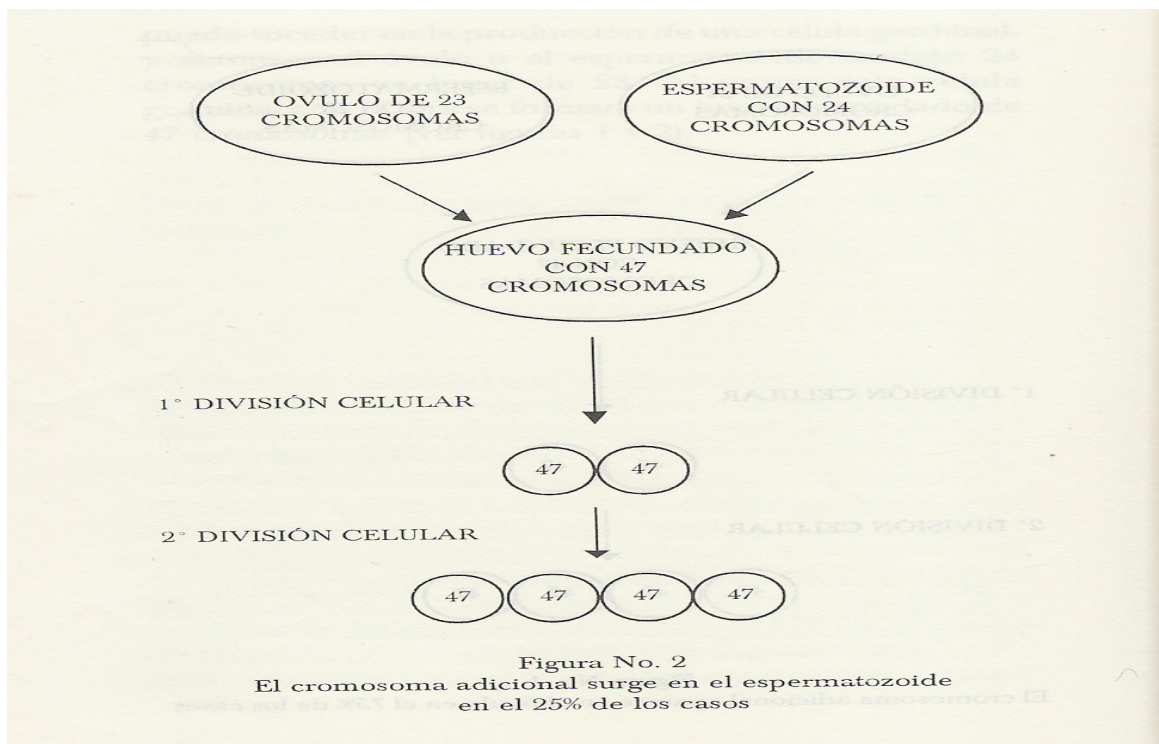 OVULO DE 23
CROMOSOMAS
ESPERMATOZOIDE
CON 24
CROMOSOMAS
HUEVO FECUNDADO
CON 47
CROMOSOMAS
1° DIVISIÓN CELULAR
47 47
2° DIVISIÓN CELULAR
47 47 47 47
Figura No. 2
El cromosoma adicional surge en el espermatozoide
en el 25% de los casos